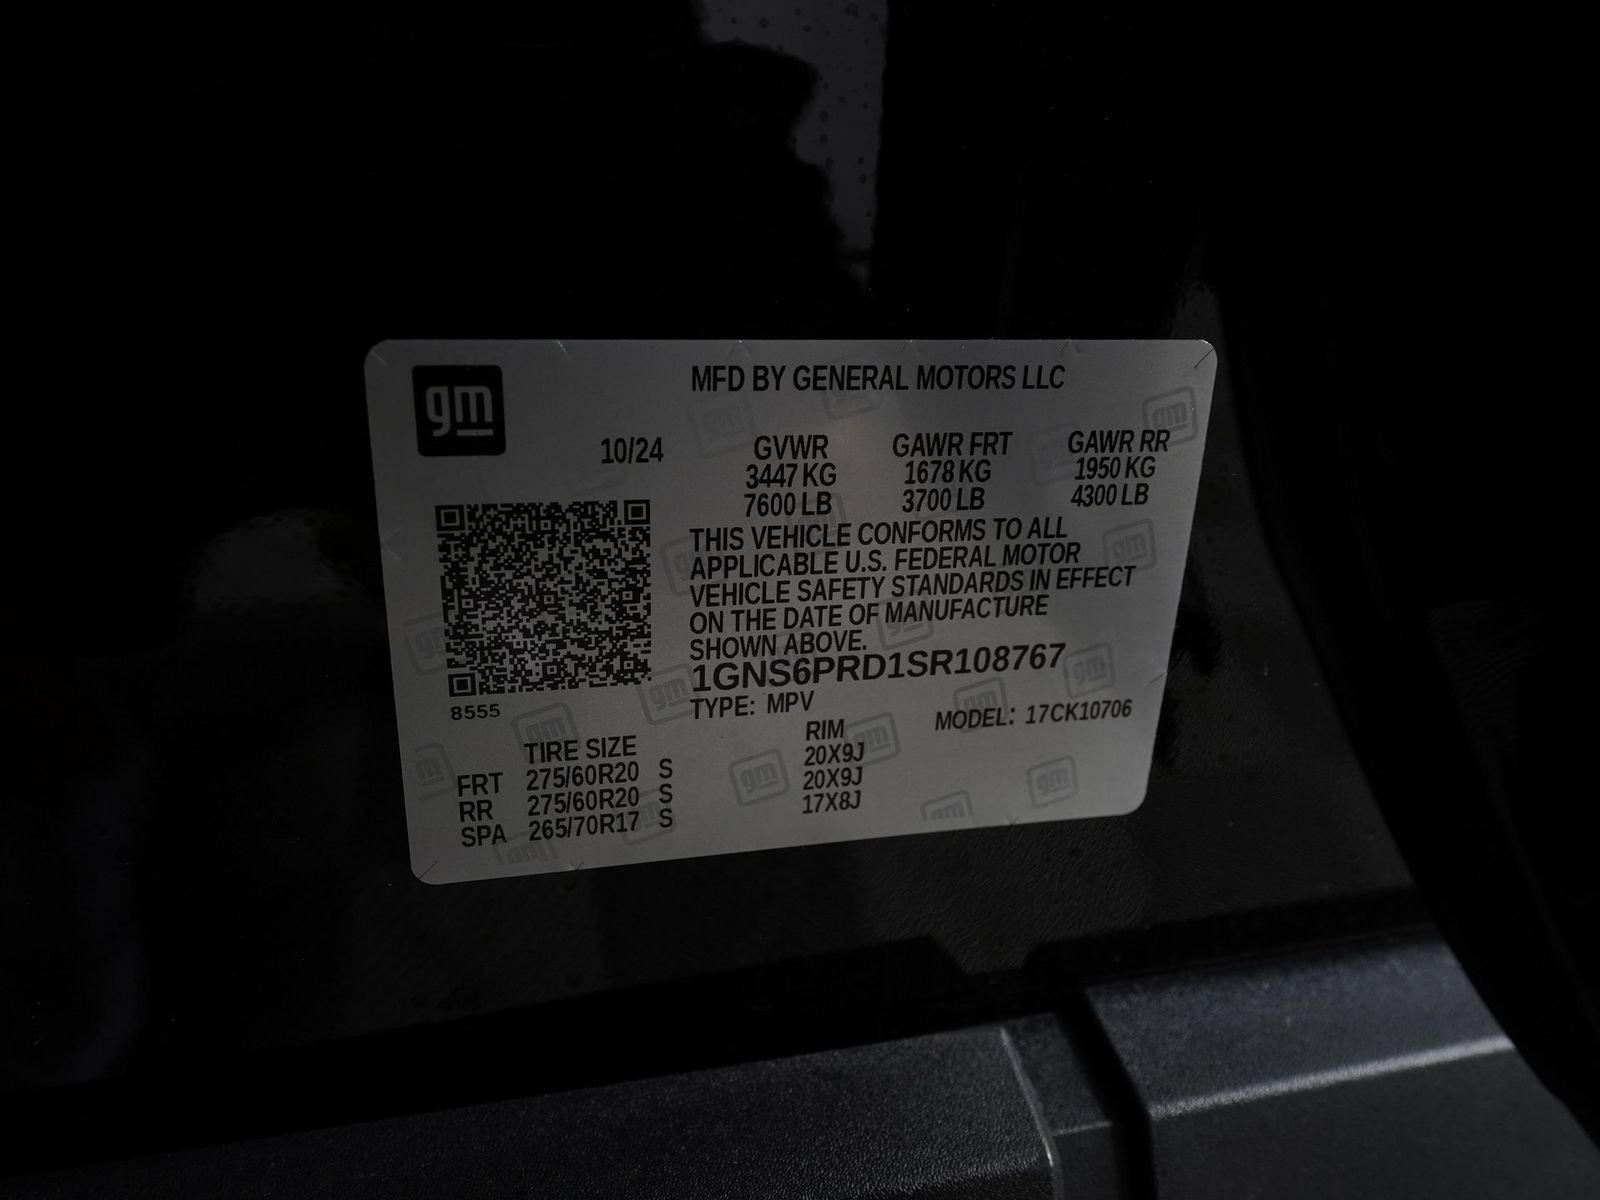 gm
MFD BY GENERAL MOTORS LLC
10/24
GVWR GAWR FRT GAWR RR
3447 KG 1678 KG 1950 KG
7600 LB 3700 LB 4300 LB
THIS VEHICLE CONFORMS TO ALL
APPLICABLE U.S. FEDERAL MOTOR
VEHICLE SAFETY STANDARDS IN EFFECT
ON THE DATE OF MANUFACTURE
SHOWN ABOVE.
1GNS6PRD1SR108767
8555
TYPE: MPV MODEL: 17CK10706
TIRE SIZE RIM
FRT 275/60R20 S 20X9J
RR 275/60R20 S 20X9J
SPA 265/70R17 S 17X8J